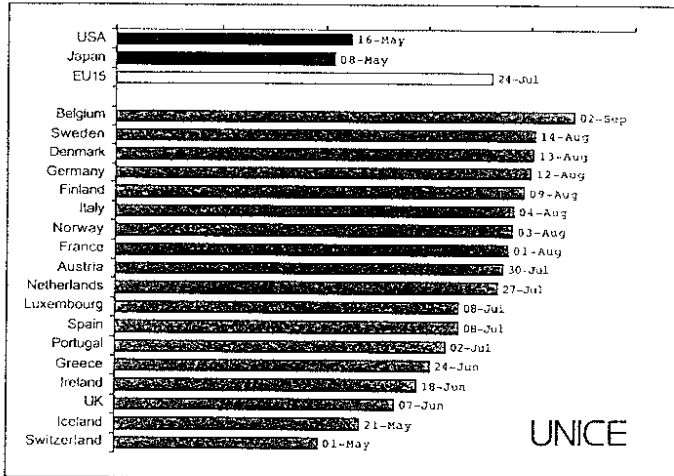 USA 16-May
Japan 08-May
EU15 24-Jul
Belgium 02-Sep
Sweden 14-Aug
Denmark 13-Aug
Germany 12-Aug
Finland 09-Aug
Italy 04-Aug
Norway 03-Aug
France 01-Aug
Austria 30-Jul
Netherlands 27-Jul
Luxembourg 08-Jul
Spain 08-Jul
Portugal 02-Jul
Greece 24-Jun
Ireland 18-Jun
UK 07-Jun
Iceland 21-May
Switzerland 01-May
UNICE